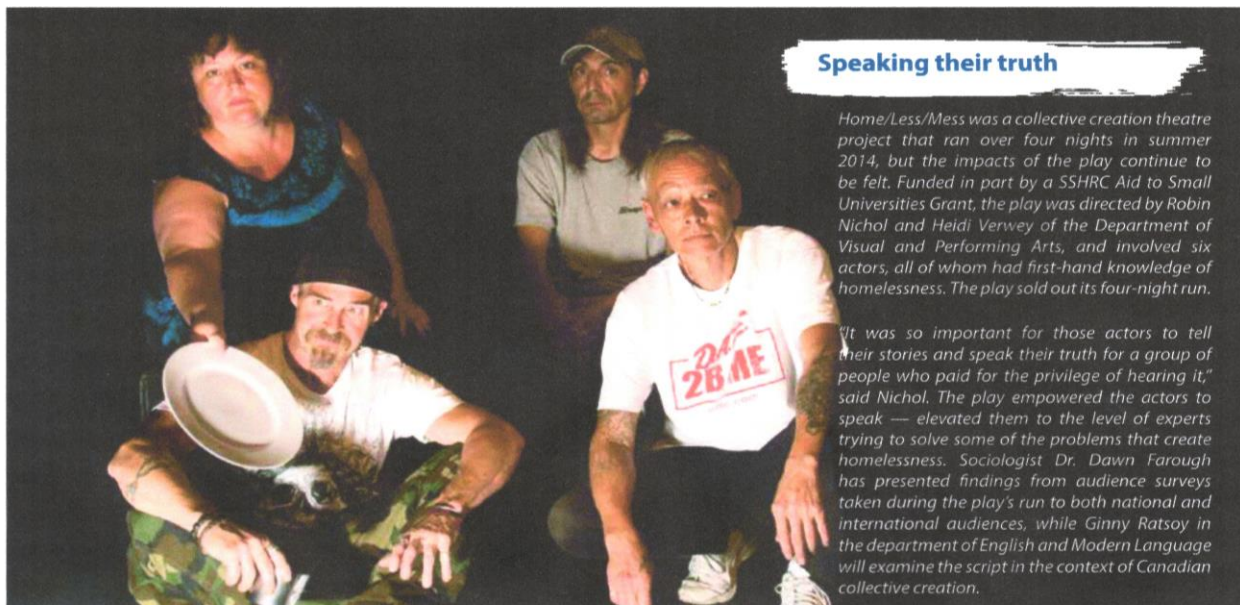 Speaking their truth
Home/Less/Mess was a collective creation theatre
project that ran over four nights in summer
2014, but the impacts of the play continue to
be felt. Funded in part by a SSHRC Aid to Small
Universities Grant, the play was directed by Robin
Nichol and Heidi Verwey of the Department of
Visual and Performing Arts, and involved six
actors, all of whom had first-hand knowledge of
homelessness. The play sold out its four-night run.
"It was so important for those actors to tell
their stories and speak their truth for a group of
people who paid for the privilege of hearing it,"
said Nichol. The play empowered the actors to
speak — elevated them to the level of experts
trying to solve some of the problems that create
homelessness. Sociologist Dr. Dawn Farough
has presented findings from audience surveys
taken during the play's run to both national and
international audiences, while Ginny Ratsoy in
the department of English and Modern Language
will examine the script in the context of Canadian
collective creation.
2B ME